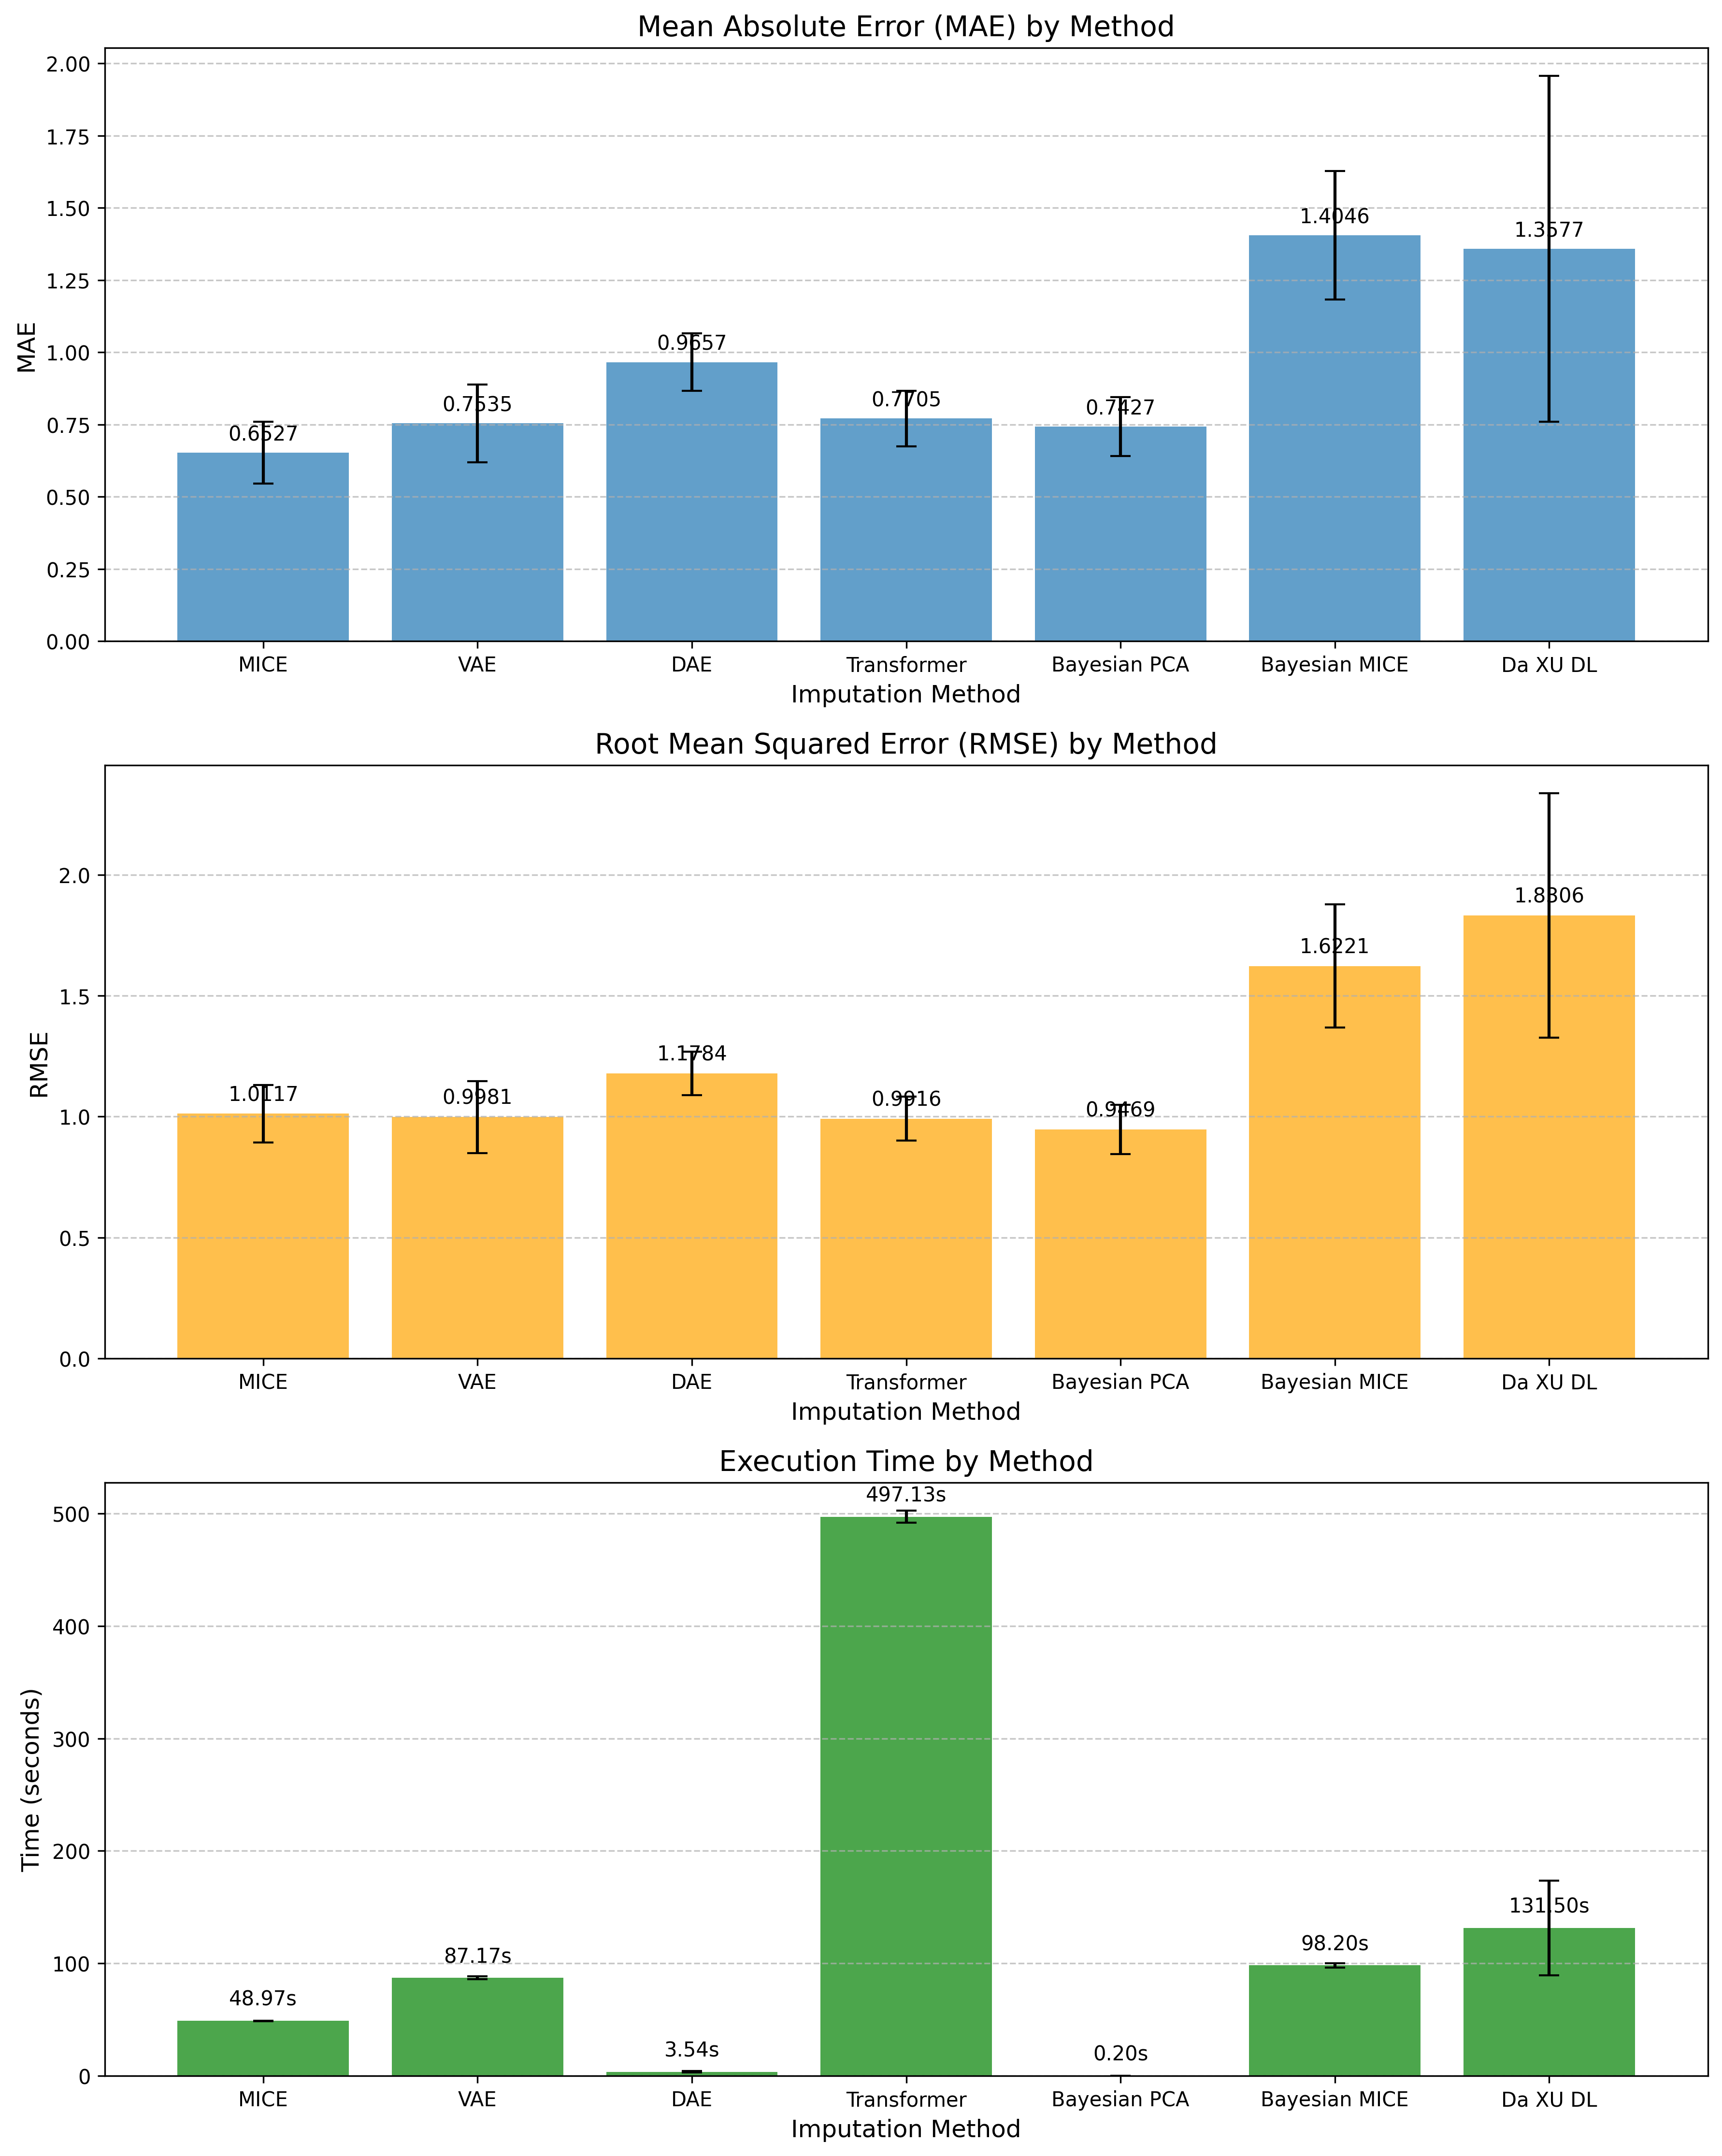 Mean Absolute Error (MAE) by Method
MAE
2.00
1.75
1.50
1.25
1.00
0.75
0.50
0.25
0.00
0.6527
0.7535
0.9657
0.7705
0.7427
1.4046
1.3577
MICE VAE DAE Transformer Bayesian PCA Bayesian MICE Da XU DL
Imputation Method
Root Mean Squared Error (RMSE) by Method
RMSE
2.0
1.5
1.0
0.5
0.0
1.0117
0.9981
1.1784
0.9916
0.9469
1.6221
1.8306
MICE VAE DAE Transformer Bayesian PCA Bayesian MICE Da XU DL
Imputation Method
Execution Time by Method
Time (seconds)
500
400
300
200
100
0
48.97s
87.17s
3.54s
497.13s
0.20s
98.20s
131.50s
MICE VAE DAE Transformer Bayesian PCA Bayesian MICE Da XU DL
Imputation Method